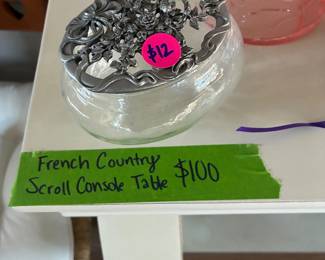 $12
French Country
Scroll Console Table $100